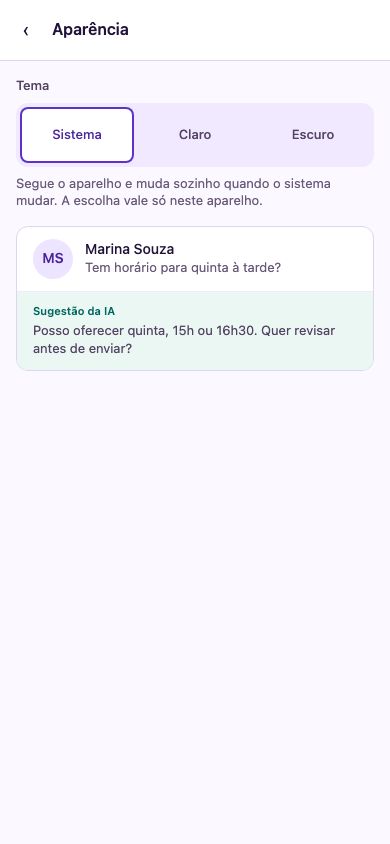 ‹ Aparência
Tema
Sistema Claro Escuro
Segue o aparelho e muda sozinho quando o sistema
mudar. A escolha vale só neste aparelho.
MS
Marina Souza
Tem horário para quinta à tarde?
Sugestão da IA
Posso oferecer quinta, 15h ou 16h30. Quer revisar
antes de enviar?